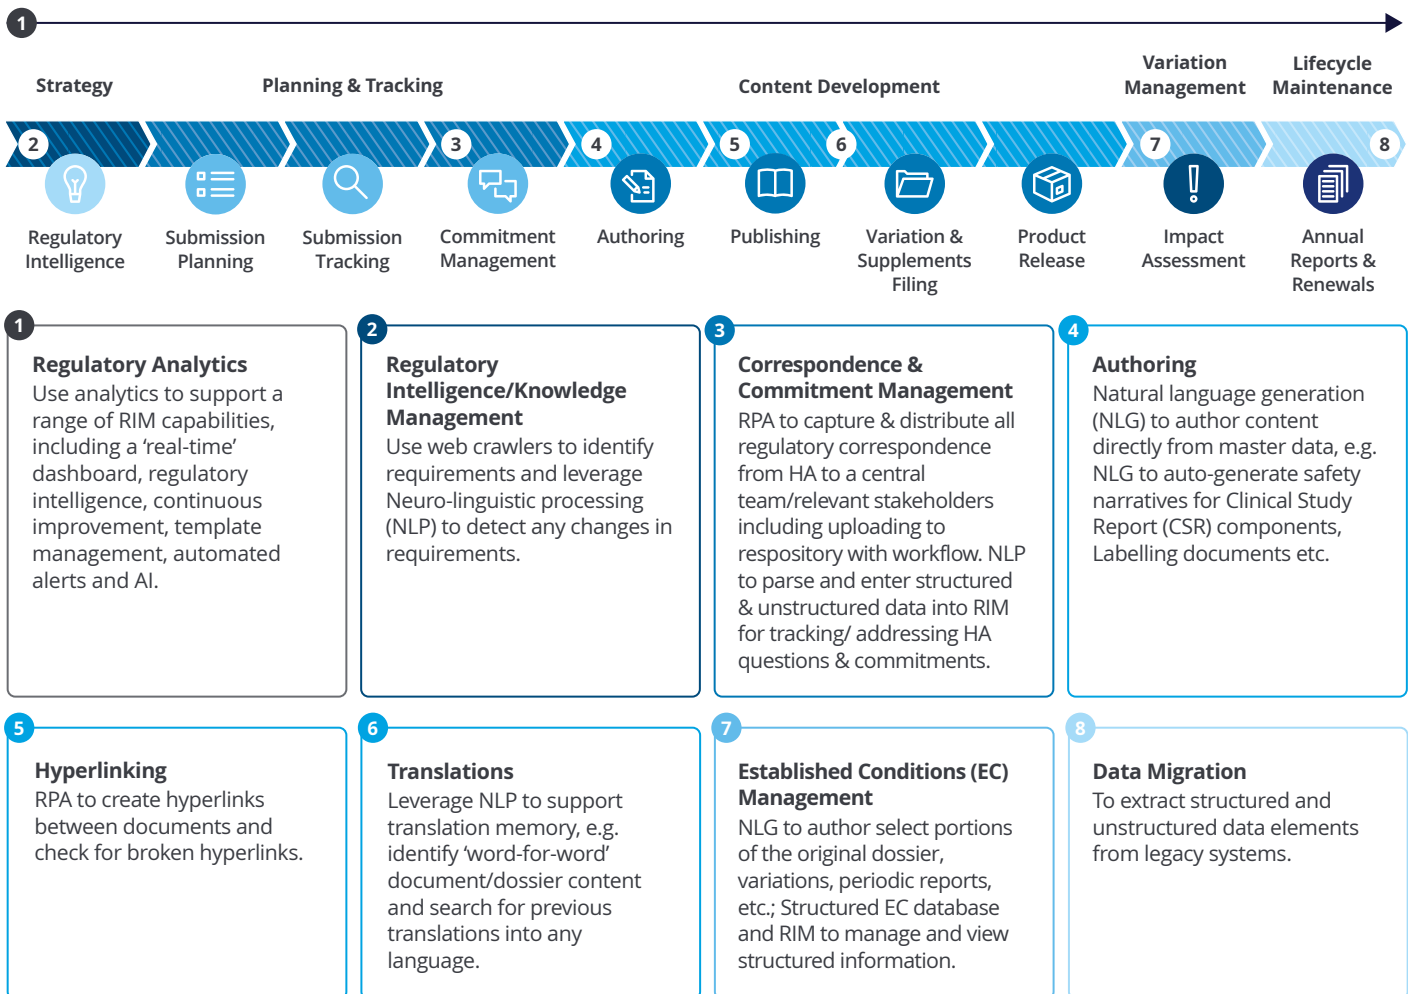 1
Strategy
Planning & Tracking
Content Development
Variation
Management
Lifecycle
Maintenance
2
3
4
5
6
7
8
Regulatory
Intelligence
Submission
Planning
Submission
Tracking
Commitment
Management
Authoring
Publishing
Variation &
Supplements
Filing
Product
Release
Impact
Assessment
Annual
Reports &
Renewals
1
Regulatory Analytics
Use analytics to support a
range of RIM capabilities,
including a ‘real-time’
dashboard, regulatory
intelligence, continuous
improvement, template
management, automated
alerts and AI.
2
Regulatory
Intelligence/Knowledge
Management
Use web crawlers to identify
requirements and leverage
Neuro-linguistic processing
(NLP) to detect any changes in
requirements.
3
Correspondence &
Commitment Management
RPA to capture & distribute all
regulatory correspondence
from HA to a central
team/relevant stakeholders
including uploading to
respository with workflow. NLP
to parse and enter structured
& unstructured data into RIM
for tracking/ addressing HA
questions & commitments.
4
Authoring
Natural language generation
(NLG) to author content
directly from master data, e.g.
NLG to auto-generate safety
narratives for Clinical Study
Report (CSR) components,
Labelling documents etc.
5
Hyperlinking
RPA to create hyperlinks
between documents and
check for broken hyperlinks.
6
Translations
Leverage NLP to support
translation memory, e.g.
identify ‘word-for-word’
document/dossier content
and search for previous
translations into any
language.
7
Established Conditions (EC)
Management
NLG to author select portions
of the original dossier,
variations, periodic reports,
etc.; Structured EC database
and RIM to manage and view
structured information.
8
Data Migration
To extract structured and
unstructured data elements
from legacy systems.